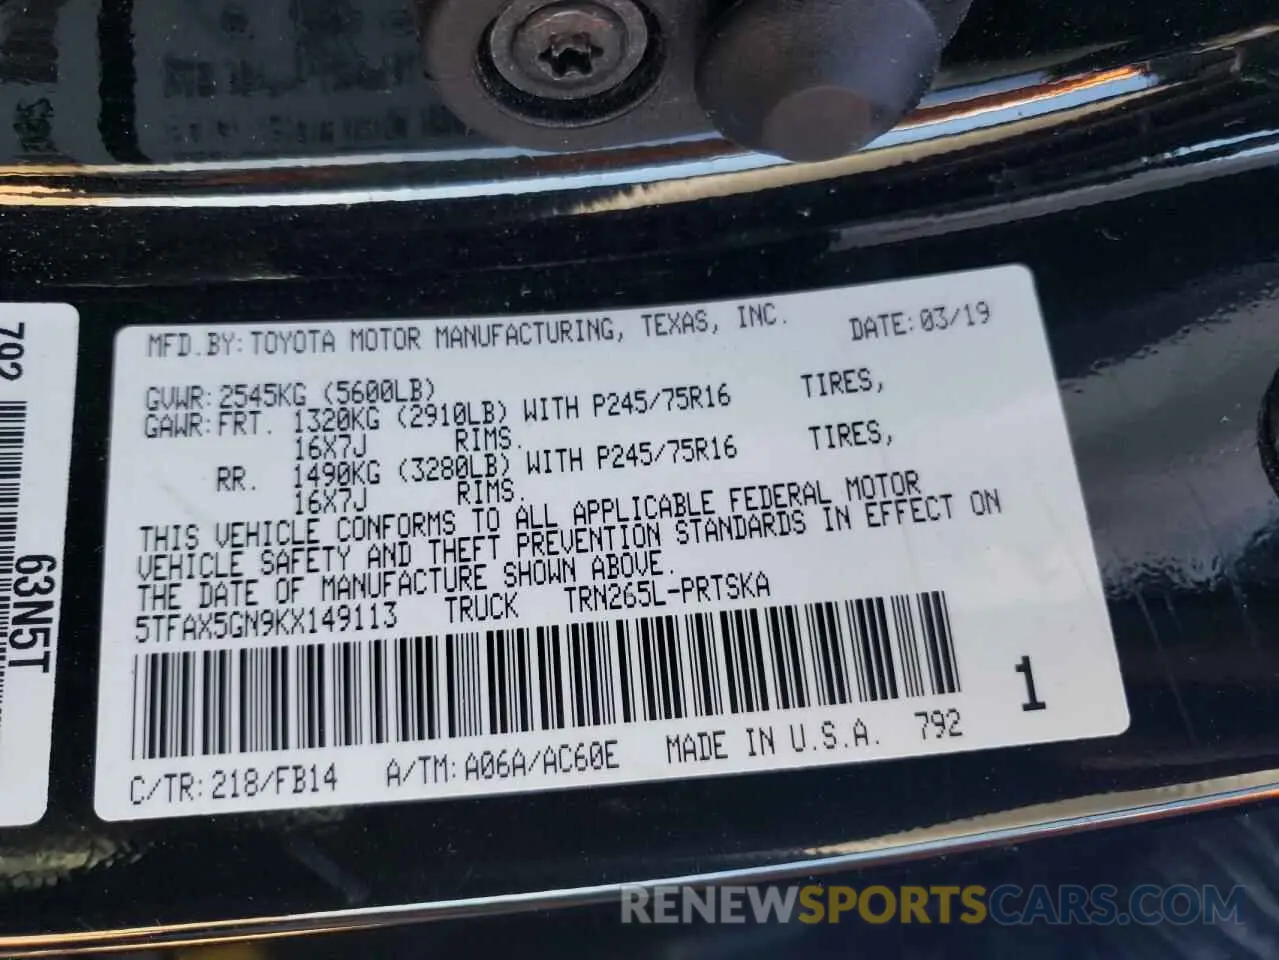 MFD.BY:TOYOTA MOTOR MANUFACTURING, TEXAS, INC. DATE:03/19
GVWR:2545KG (5600LB)
GAWR:FRT. 1320KG (2910LB) WITH P245/75R16 TIRES,
16X7J RIMS.
RR. 1490KG (3280LB) WITH P245/75R16 TIRES,
16X7J RIMS.
THIS VEHICLE CONFORMS TO ALL APPLICABLE FEDERAL MOTOR
VEHICLE SAFETY AND THEFT PREVENTION STANDARDS IN EFFECT ON
THE DATE OF MANUFACTURE SHOWN ABOVE.
5TFAX5GN9KX149113 TRUCK TRN265L-PRTSKA
1
C/TR:218/FB14 A/TM:A06A/AC60E MADE IN U.S.A. 792
792
63N5T
RENEWSPORTSCARS.COM